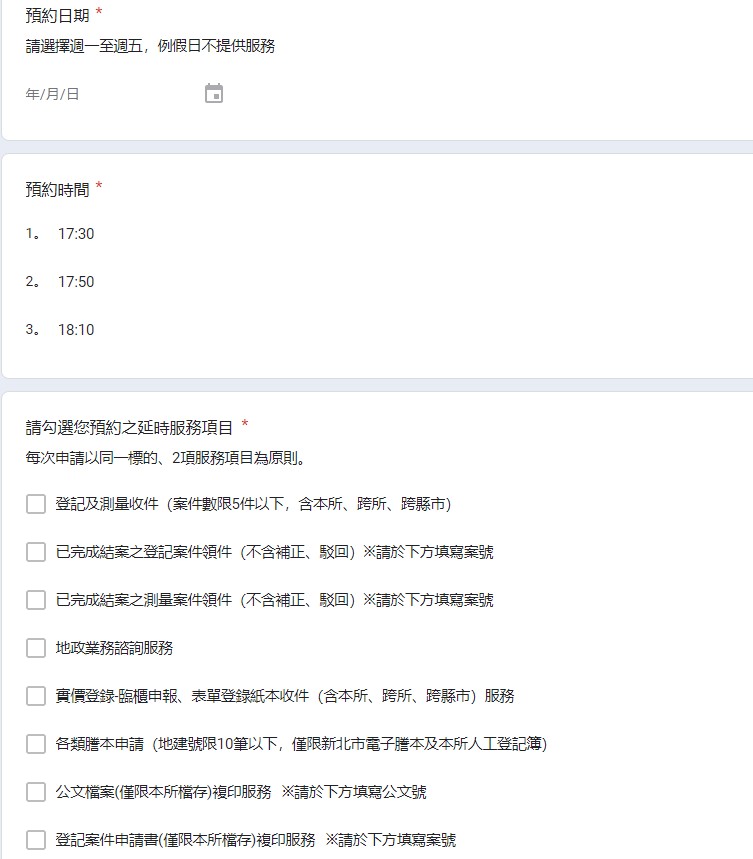 預約日期 *
請選擇週一至週五，例假日不提供服務
年/月/日
預約時間 *
1。 17:30
2。 17:50
3。 18:10
請勾選您預約之延時服務項目 *
每次申請以同一標的、2項服務項目為原則。
登記及測量收件（案件數限5件以下，含本所、跨所、跨縣市）
已完成結案之登記案件領件（不含補正、駁回）※請於下方填寫案號
已完成結案之測量案件領件（不含補正、駁回）※請於下方填寫案號
地政業務諮詢服務
實價登錄-臨櫃申報、表單登錄紙本收件（含本所、跨所、跨縣市）服務
各類謄本申請（地建號限10筆以下，僅限新北市電子謄本及本所人工登記簿)
公文檔案(僅限本所檔存)複印服務 ※請於下方填寫公文號
登記案件申請書(僅限本所檔存)複印服務 ※請於下方填寫案號